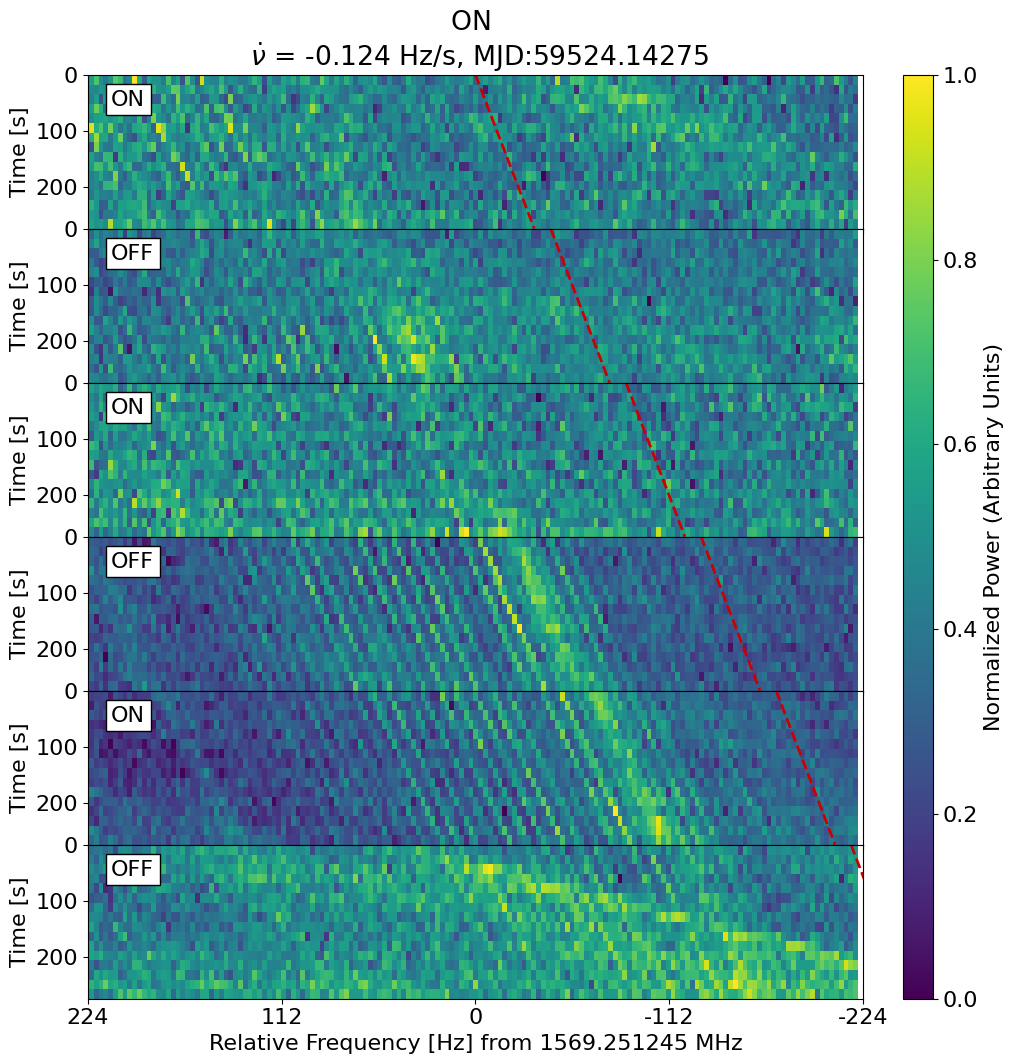 ON
ν̇ = -0.124 Hz/s, MJD:59524.14275
0
ON
100
200
Time [s]
0
OFF
100
200
Time [s]
0
ON
100
200
Time [s]
0
OFF
100
200
Time [s]
0
ON
100
200
Time [s]
0
OFF
100
200
Time [s]
224 112 0 -112 -224
Relative Frequency [Hz] from 1569.251245 MHz
1.0
0.8
0.6
0.4
0.2
0.0
Normalized Power (Arbitrary Units)